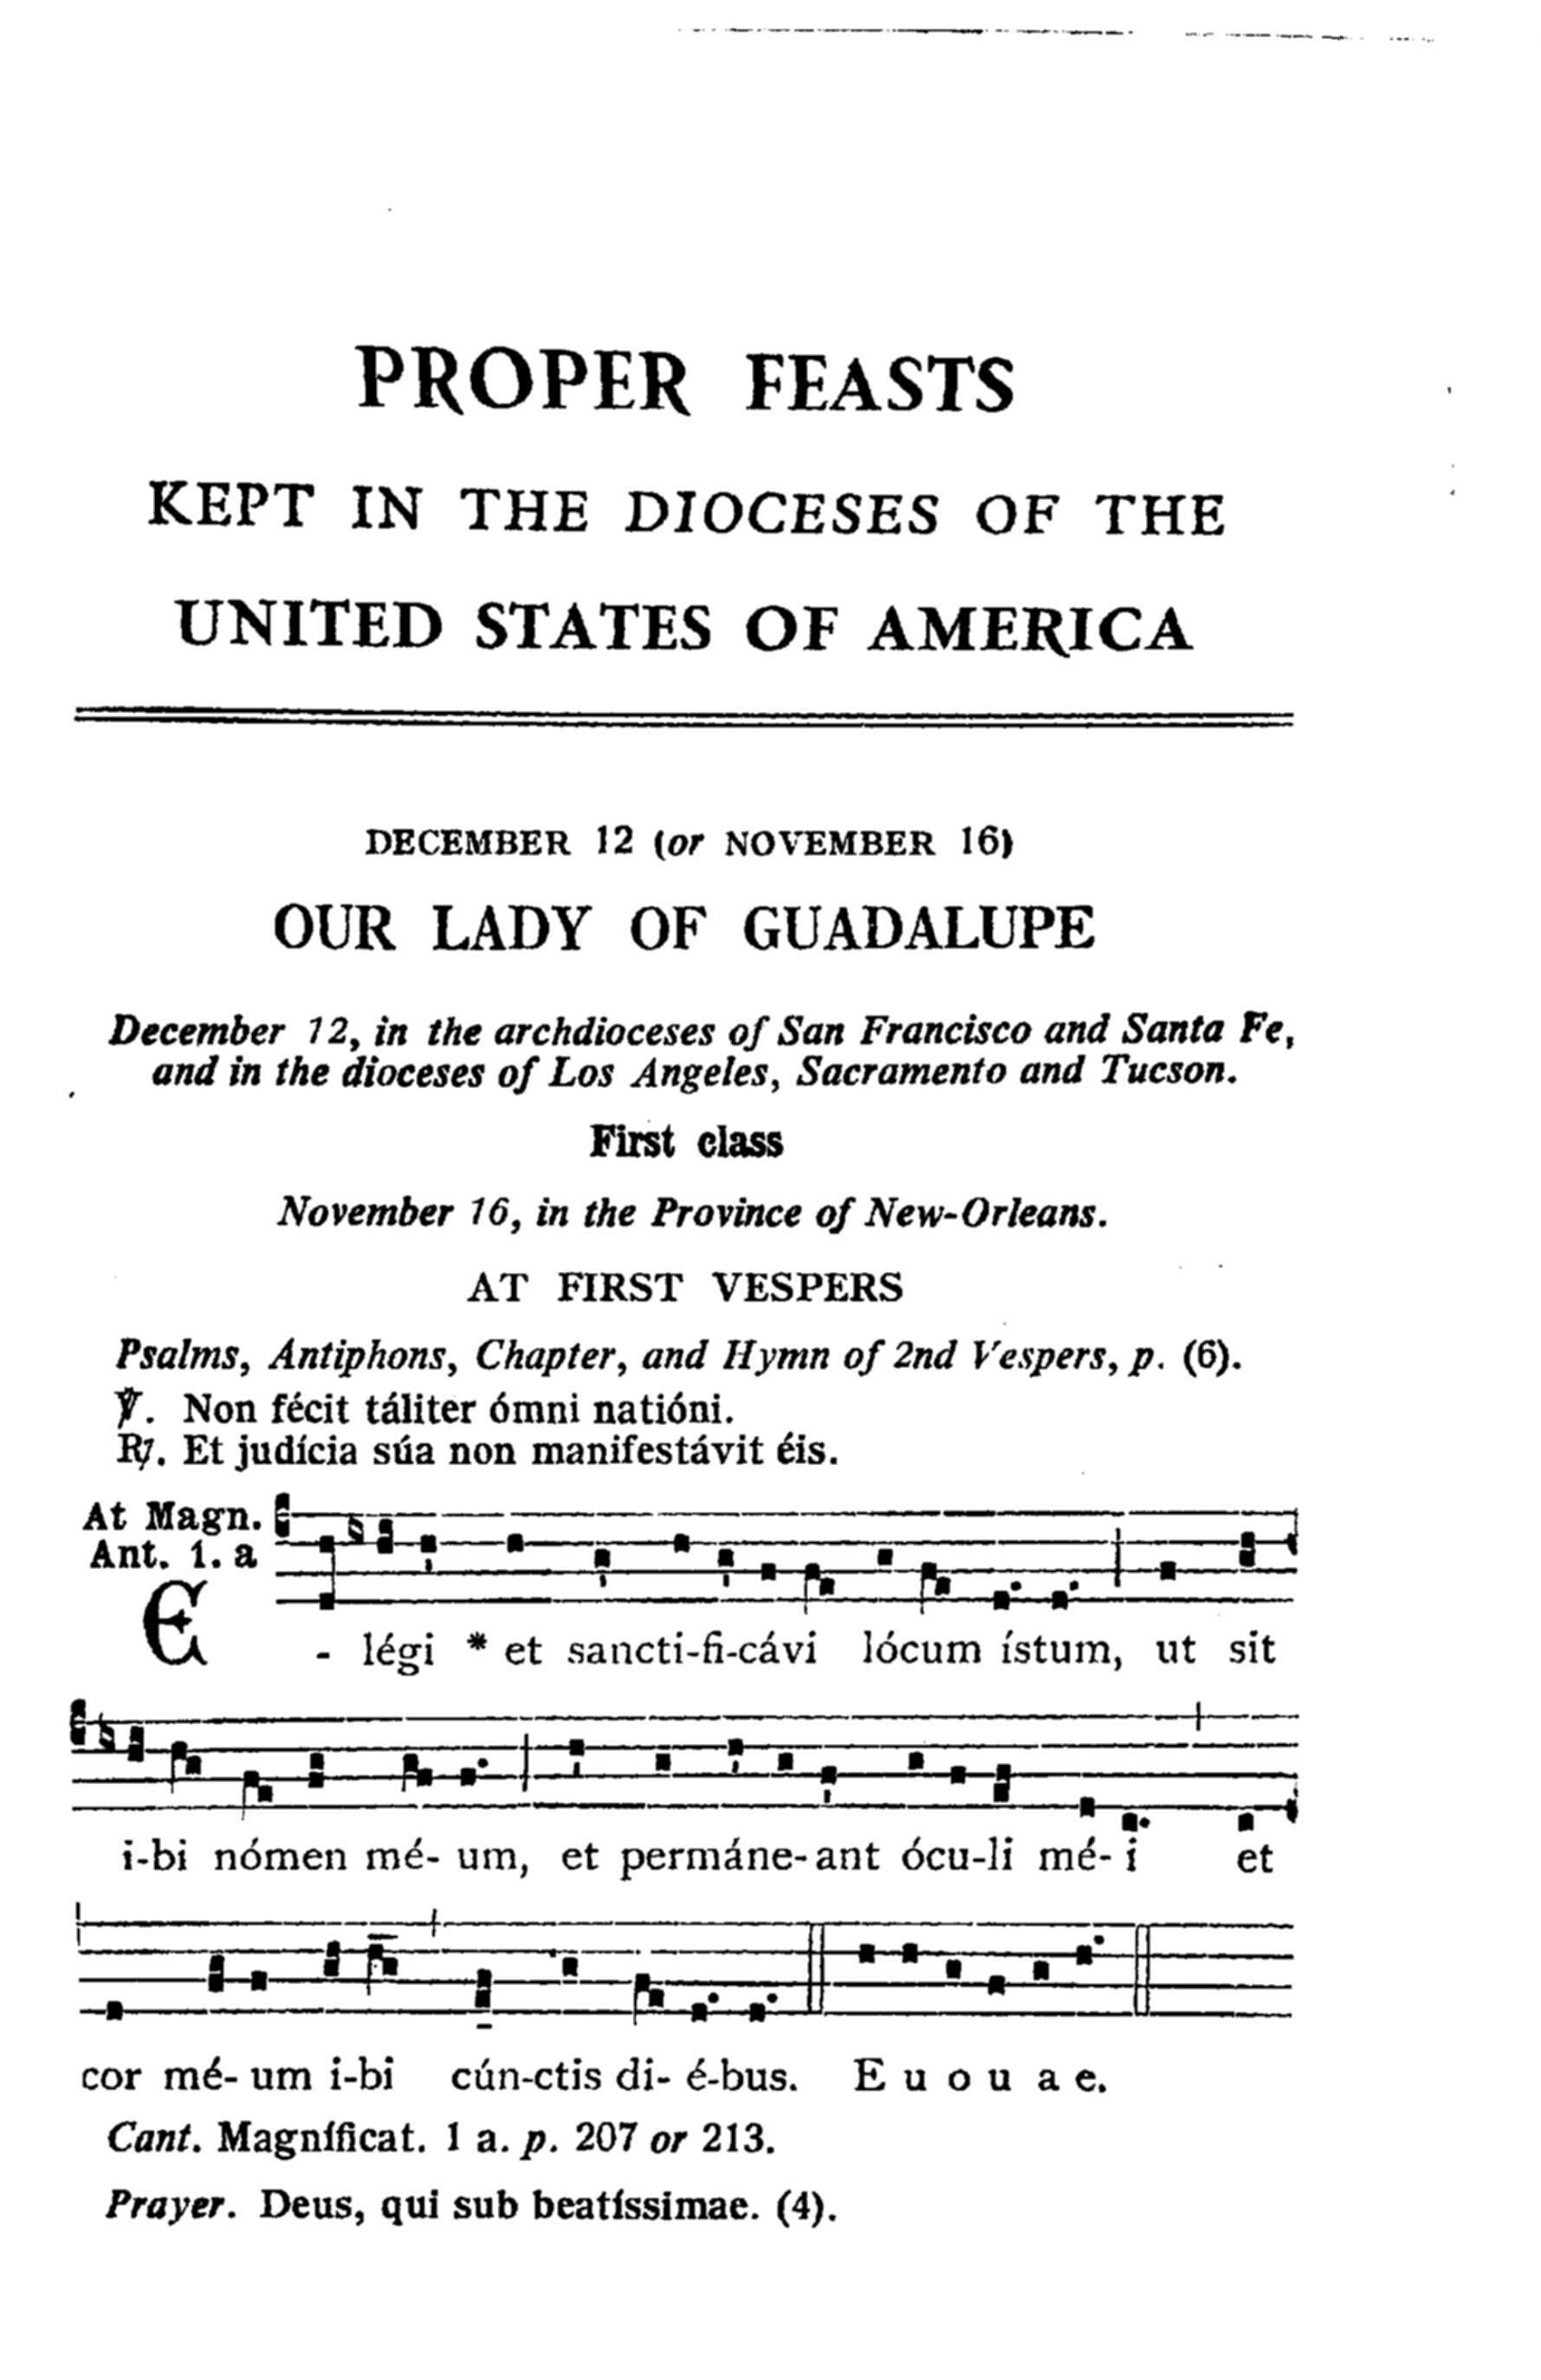 PROPER FEASTS
KEPT IN THE DIOCESES OF THE
UNITED STATES OF AMERICA
DECEMBER 12 (or NOVEMBER 16)
OUR LADY OF GUADALUPE
December 12, in the archdioceses of San Francisco and Santa Fe,
and in the dioceses of Los Angeles, Sacramento and Tucson.
First class
November 16, in the Province of New-Orleans.
AT FIRST VESPERS
Psalms, Antiphons, Chapter, and Hymn of 2nd Vespers, p. (6).
℣. Non fécit táliter ómni natióni.
℟. Et judícia súa non manifestávit éis.
At Magn.
Ant. 1. a
E - légi * et sancti-fi-cávi lócum ístum, ut sit
i-bi nómen mé- um, et permáne-ant ócu-li mé- i et
cor mé- um i-bi cún-ctis di- é-bus. E u o u a e.
Cant. Magníficat. 1 a. p. 207 or 213.
Prayer. Deus, qui sub beatíssimae. (4).